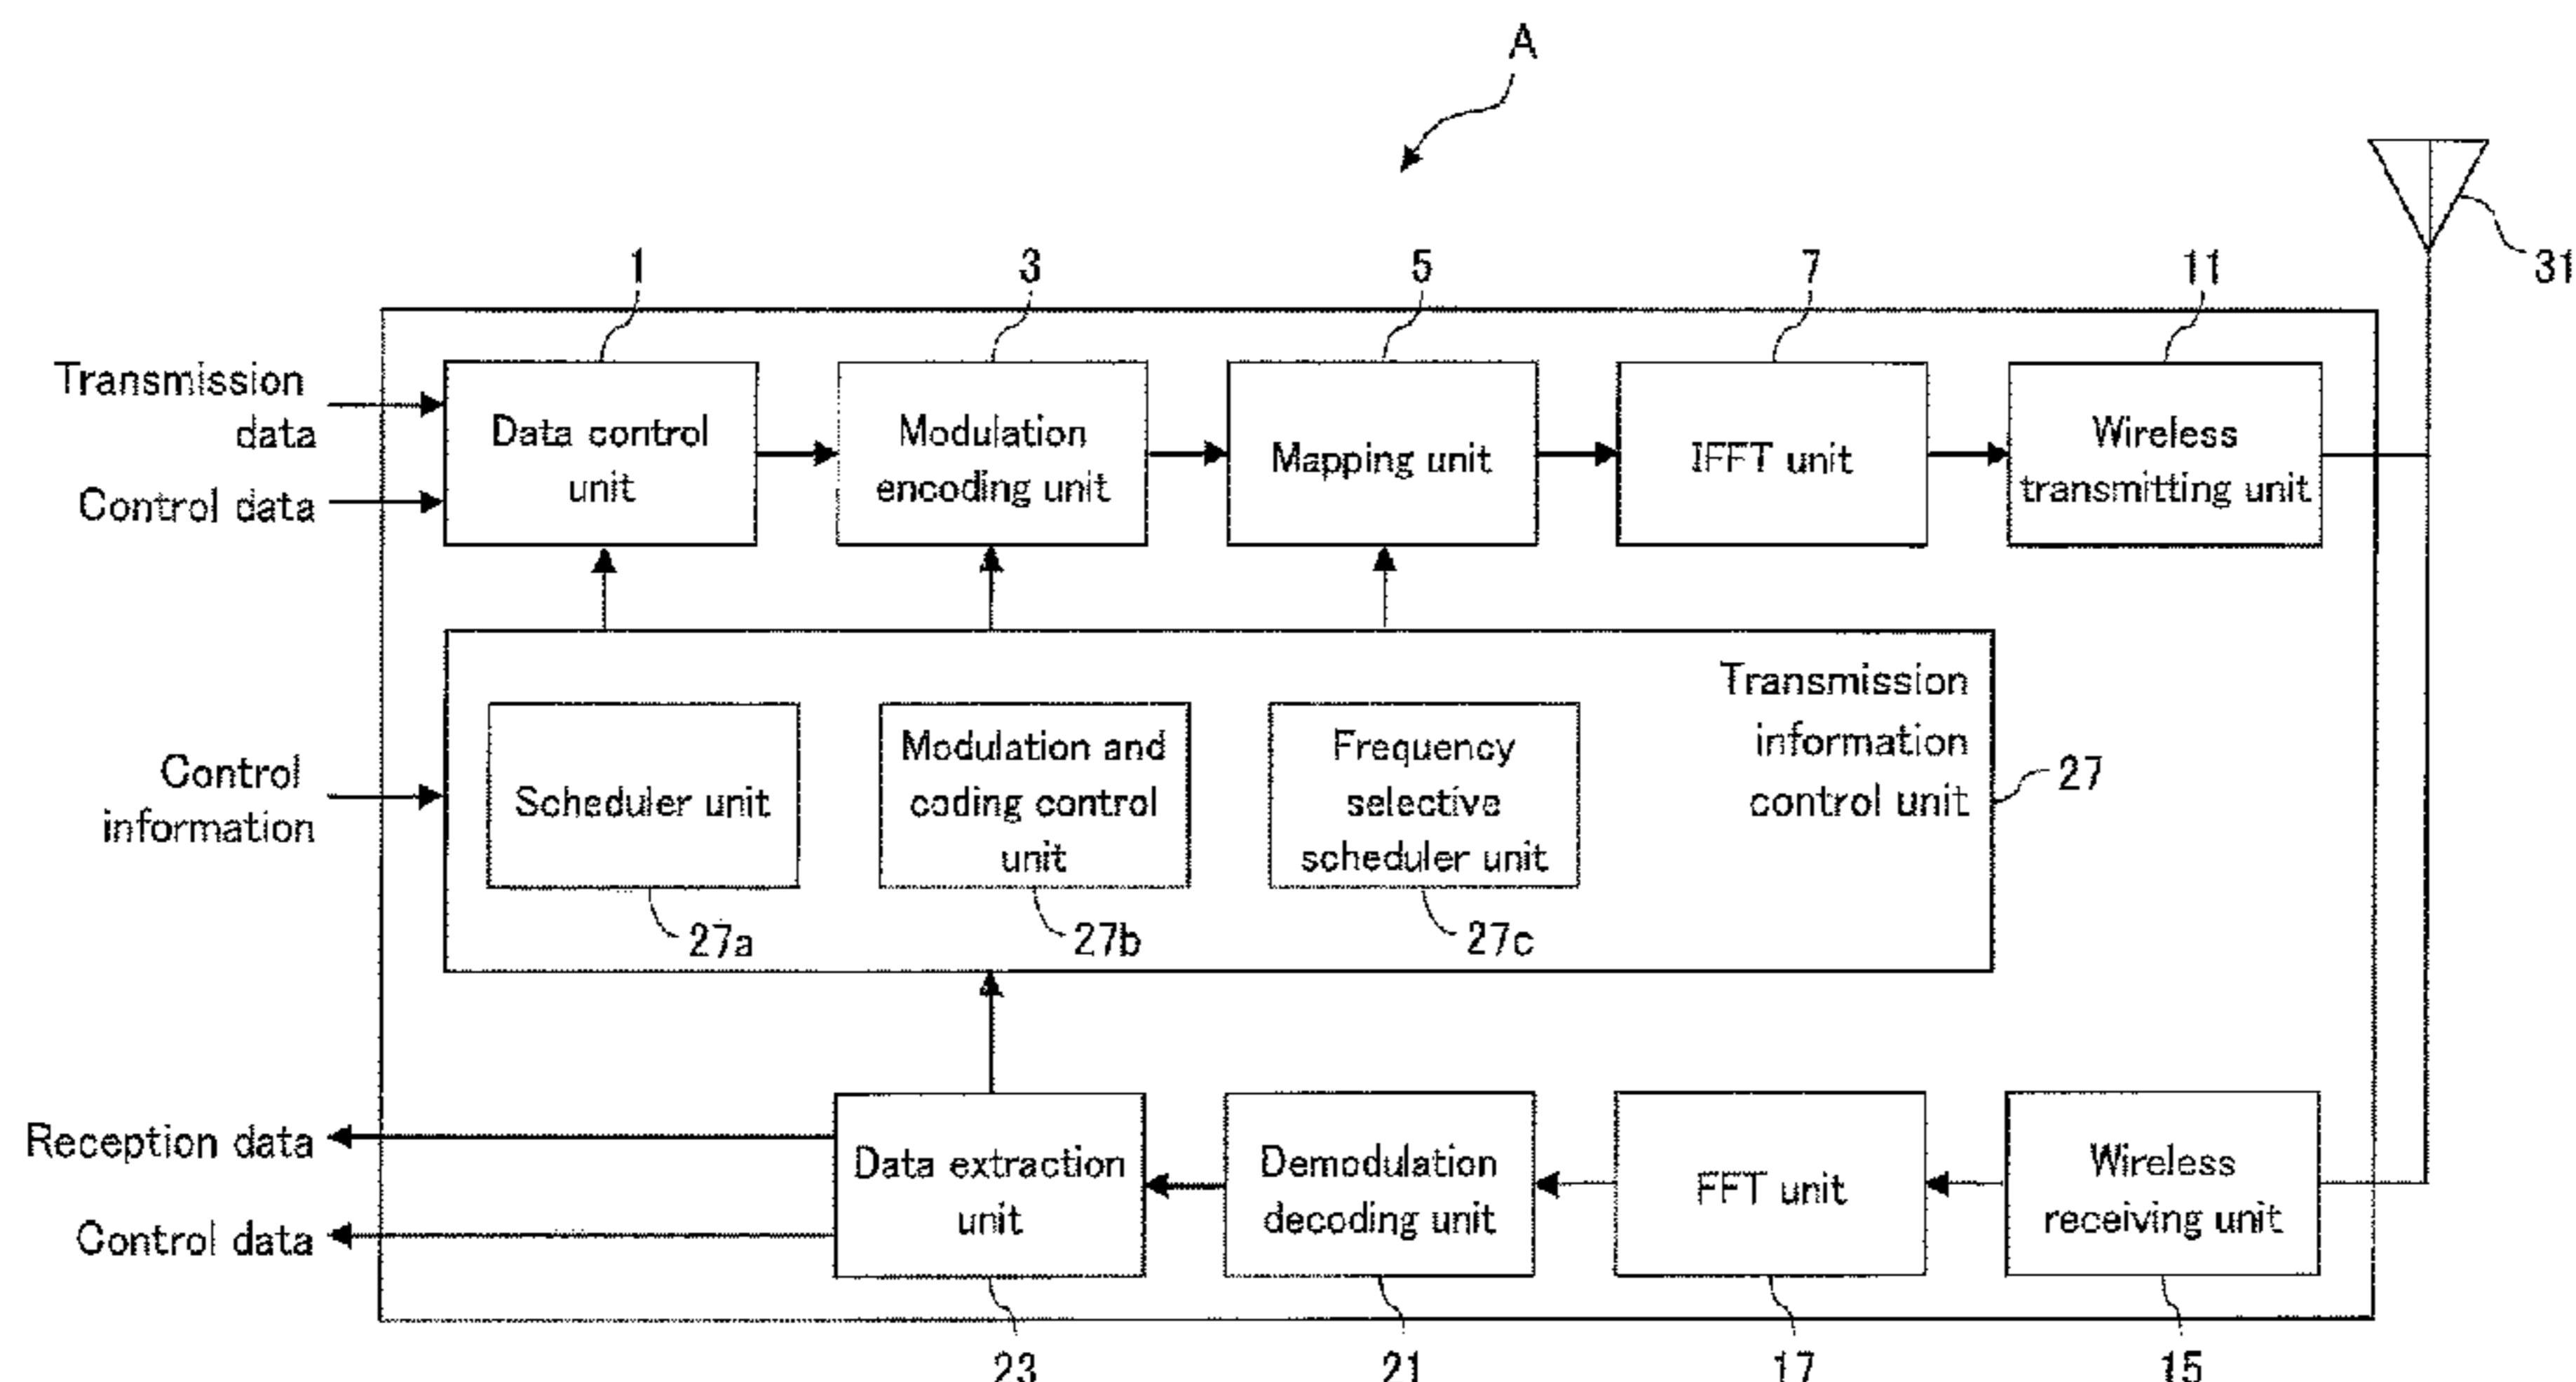 A
31
1
3
5
7
11
Transmission
data
Control data
Data control
unit
Modulation
encoding unit
Mapping unit
IFFT unit
Wireless
transmitting unit
Control
information
Scheduler unit
Modulation and
coding control
unit
Frequency
selective
scheduler unit
Transmission
information
control unit
27
27a
27b
27c
Reception data
Control data
Data extraction
unit
Demodulation
decoding unit
FFT unit
Wireless
receiving unit
23
21
17
15